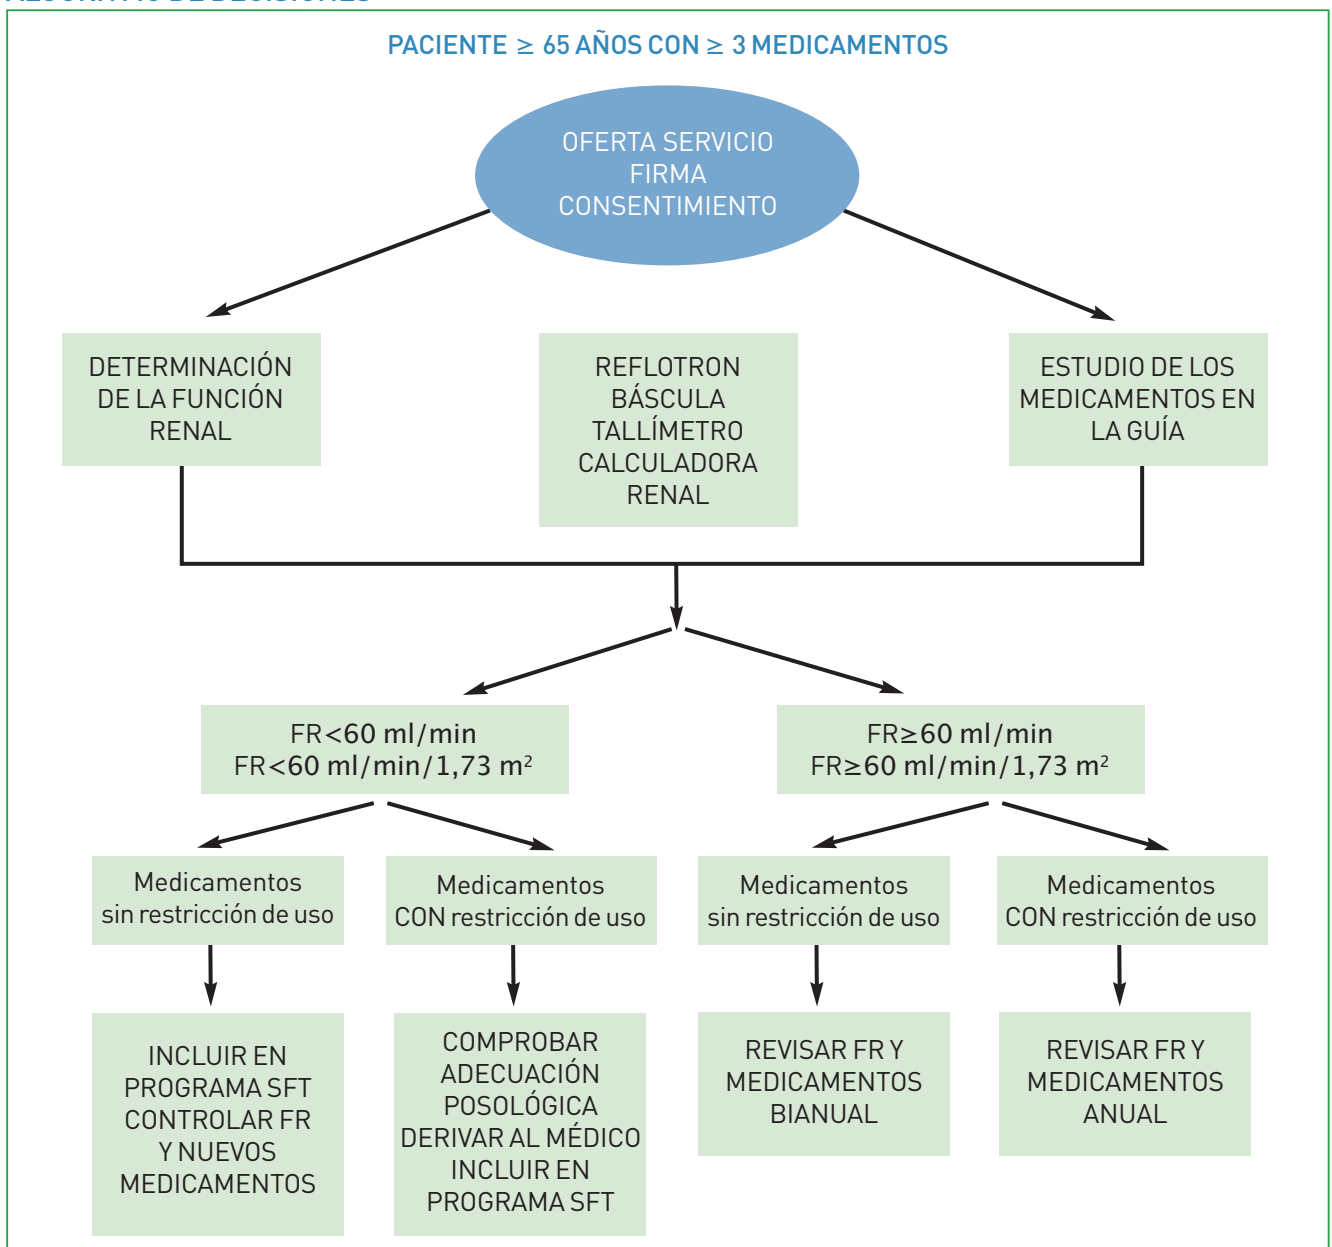 PACIENTE ≥ 65 AÑOS CON ≥ 3 MEDICAMENTOS
OFERTA SERVICIO
FIRMA
CONSENTIMIENTO
DETERMINACIÓN
DE LA FUNCIÓN
RENAL
REFLOTRON
BÁSCULA
TALLÍMETRO
CALCULADORA
RENAL
ESTUDIO DE LOS
MEDICAMENTOS EN
LA GUÍA
FR<60 ml/min
FR<60 ml/min/1,73 m²
FR≥60 ml/min
FR≥60 ml/min/1,73 m²
Medicamentos
sin restricción de uso
Medicamentos
CON restricción de uso
Medicamentos
sin restricción de uso
Medicamentos
CON restricción de uso
INCLUIR EN
PROGRAMA SFT
CONTROLAR FR
Y NUEVOS
MEDICAMENTOS
COMPROBAR
ADECUACIÓN
POSOLÓGICA
DERIVAR AL MÉDICO
INCLUIR EN
PROGRAMA SFT
REVISAR FR Y
MEDICAMENTOS
BIANUAL
REVISAR FR Y
MEDICAMENTOS
ANUAL